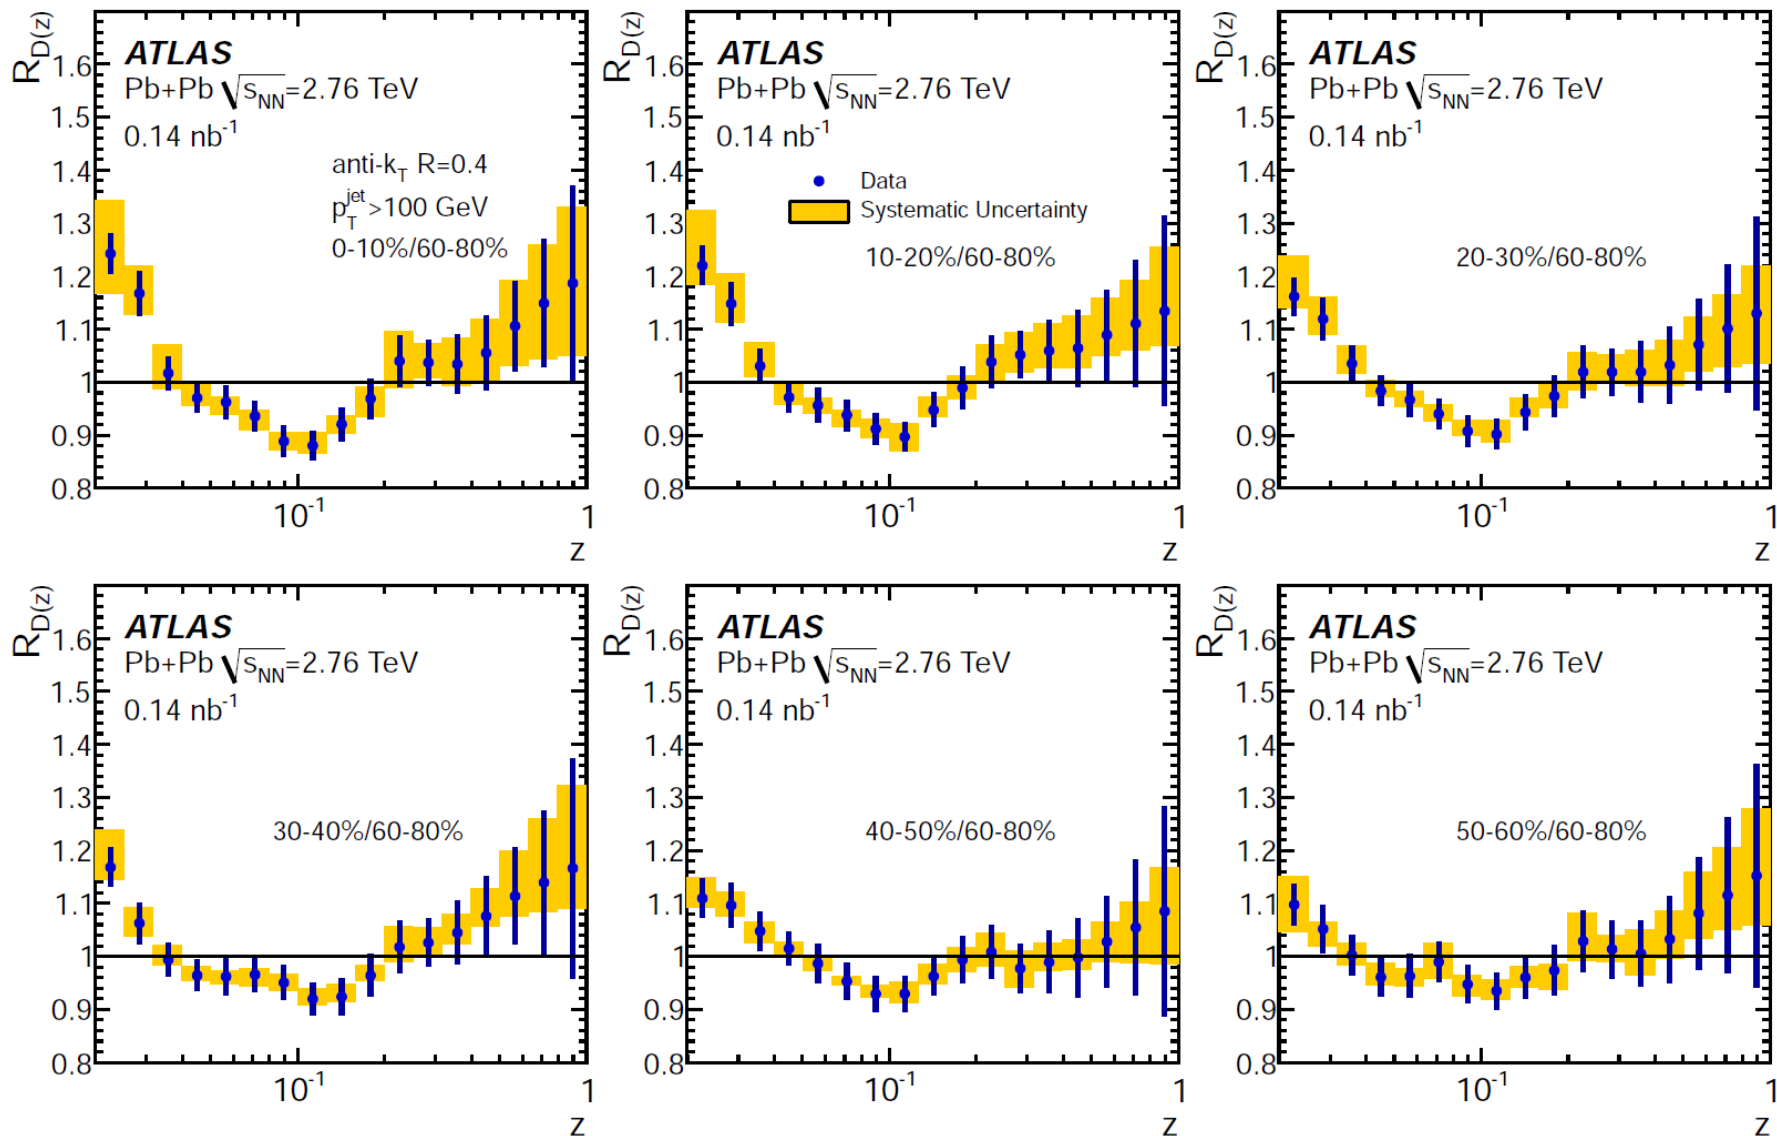 R_D(z)
ATLAS
Pb+Pb √s_NN=2.76 TeV
0.14 nb^-1
anti-k_T R=0.4
p_T^jet>100 GeV
0-10%/60-80%
1.6
1.5
1.4
1.3
1.2
1.1
1
0.9
0.8
10^-1 1
z
R_D(z)
ATLAS
Pb+Pb √s_NN=2.76 TeV
0.14 nb^-1
Data
Systematic Uncertainty
10-20%/60-80%
1.6
1.5
1.4
1.3
1.2
1.1
1
0.9
0.8
10^-1 1
z
R_D(z)
ATLAS
Pb+Pb √s_NN=2.76 TeV
0.14 nb^-1
20-30%/60-80%
1.6
1.5
1.4
1.3
1.2
1.1
1
0.9
0.8
10^-1 1
z
R_D(z)
ATLAS
Pb+Pb √s_NN=2.76 TeV
0.14 nb^-1
30-40%/60-80%
1.6
1.5
1.4
1.3
1.2
1.1
1
0.9
0.8
10^-1 1
z
R_D(z)
ATLAS
Pb+Pb √s_NN=2.76 TeV
0.14 nb^-1
40-50%/60-80%
1.6
1.5
1.4
1.3
1.2
1.1
1
0.9
0.8
10^-1 1
z
R_D(z)
ATLAS
Pb+Pb √s_NN=2.76 TeV
0.14 nb^-1
50-60%/60-80%
1.6
1.5
1.4
1.3
1.2
1.1
1
0.9
0.8
10^-1 1
z